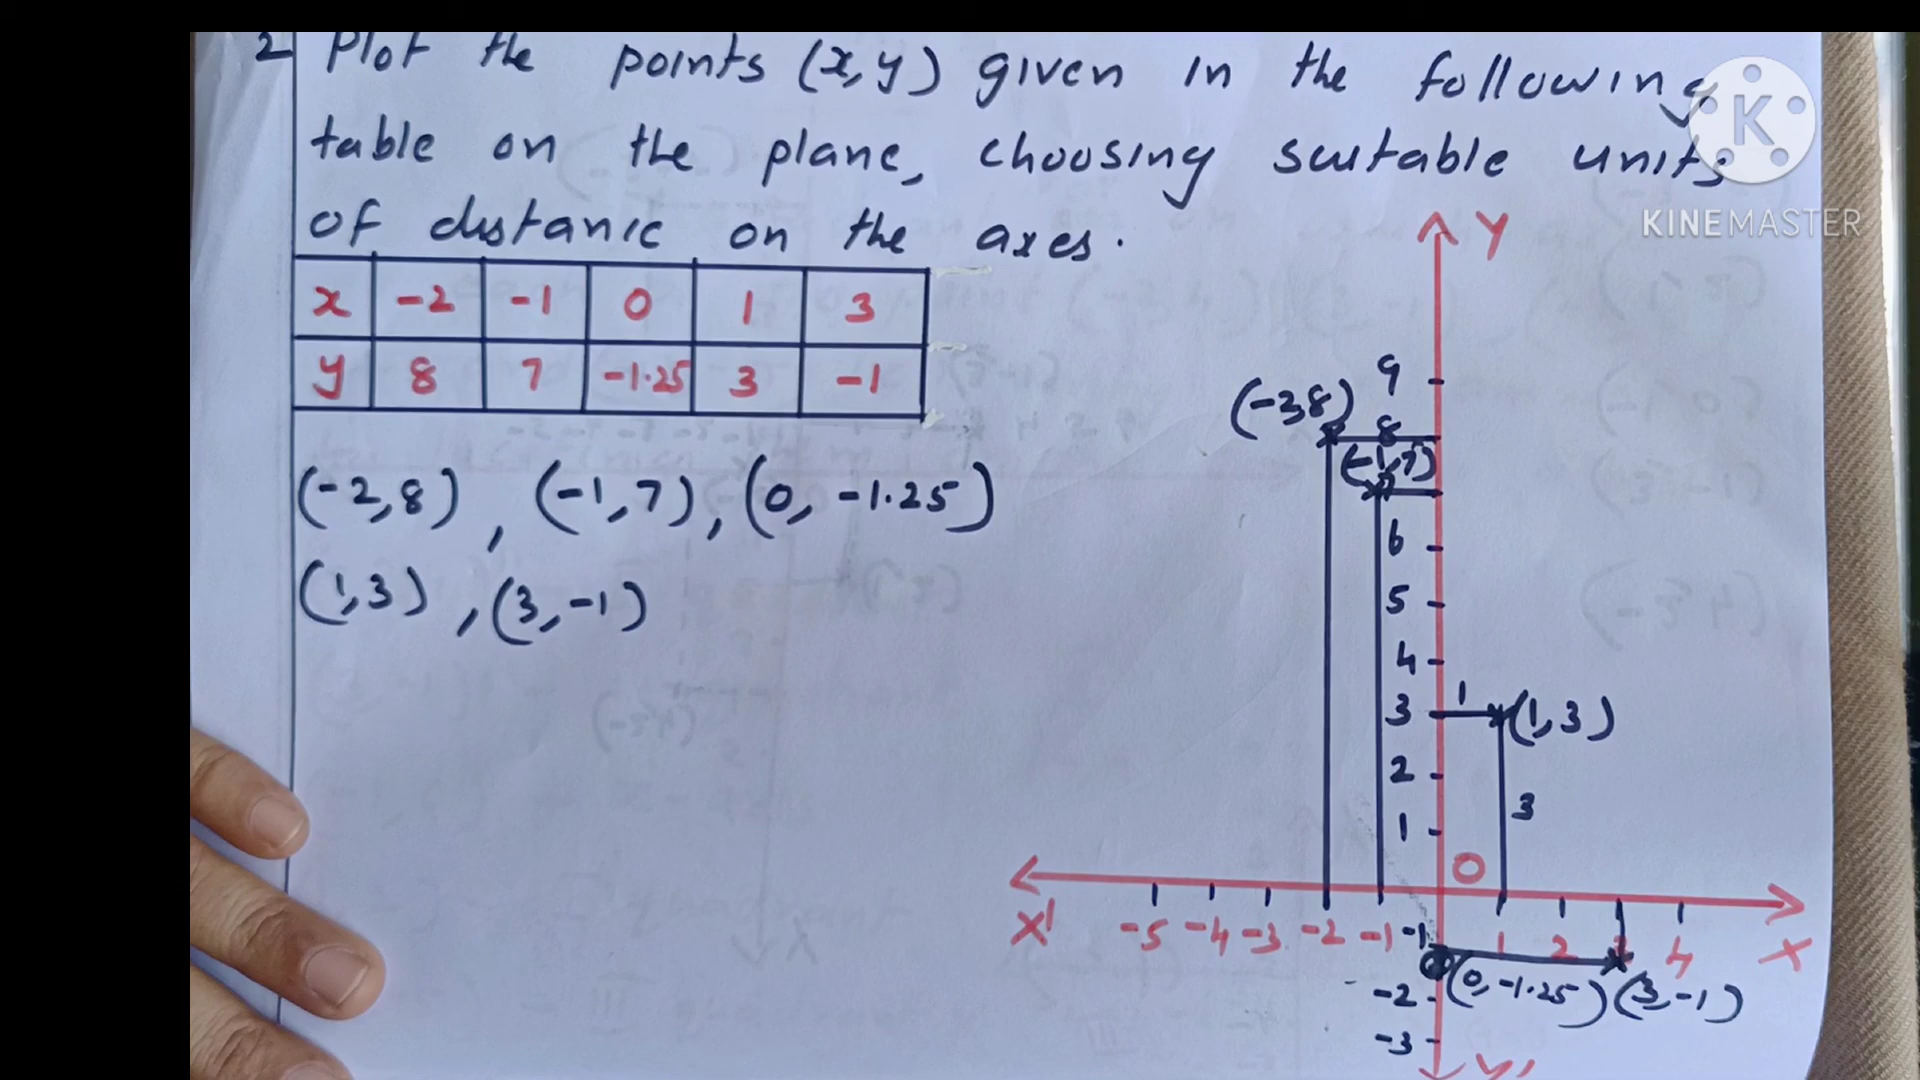 2 Plot the points (x,y) given in the following
table on the plane, choosing suitable units
of distance on the axes.
x -2 -1 0 1 3
y 8 7 -1.25 3 -1
(-2,8), (-1,7), (0, -1.25)
(1,3), (3,-1)
K
KINEMASTER
Y
9
8
(-1,7)
6
5
4
3 1 (1,3)
2
3
1
O
X' -5 -4 -3 -2 -1 -1 1 2 4 X
(0,-1.25) (3,-1)
-2
-3
Y'